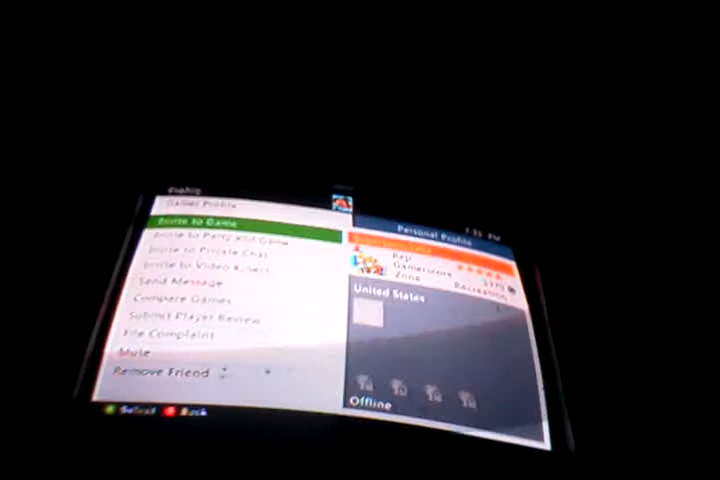 Profile
Gamer Profile
Invite to Game
Invite to Party and Game
Invite to Private Chat
Invite to Video Kinect
Send Message
Compare Games
Submit Player Review
File Complaint
Mute
Remove Friend
Select
Back
PM
Personal Profile
Rep
Gamerscore
Zone
Recreation
United States
Offline